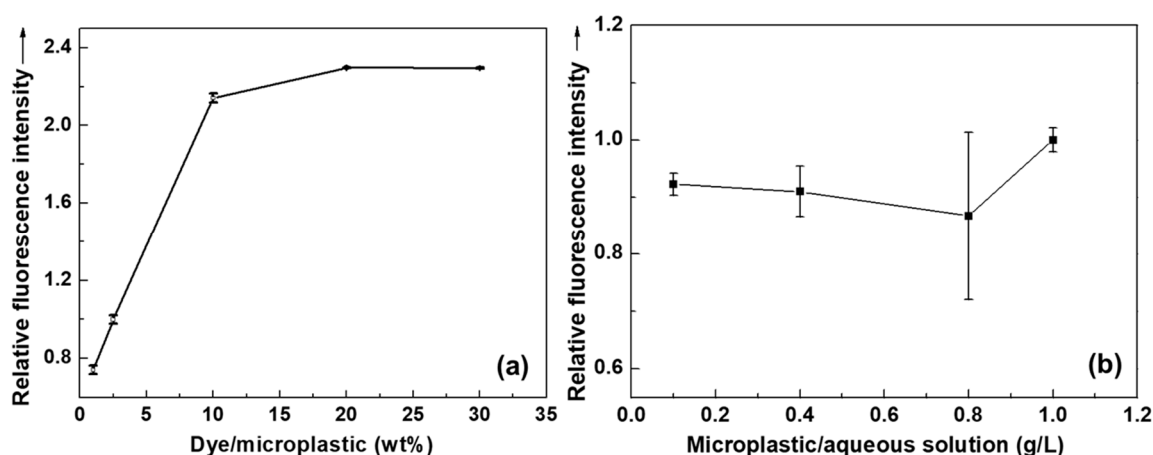 Relative fluorescence intensity
2.4
2.0
1.6
1.2
0.8
0 5 10 15 20 25 30 35
Dye/microplastic (wt%)
(a)
Relative fluorescence intensity
1.2
1.0
0.8
0.6
0.0 0.2 0.4 0.6 0.8 1.0 1.2
Microplastic/aqueous solution (g/L)
(b)